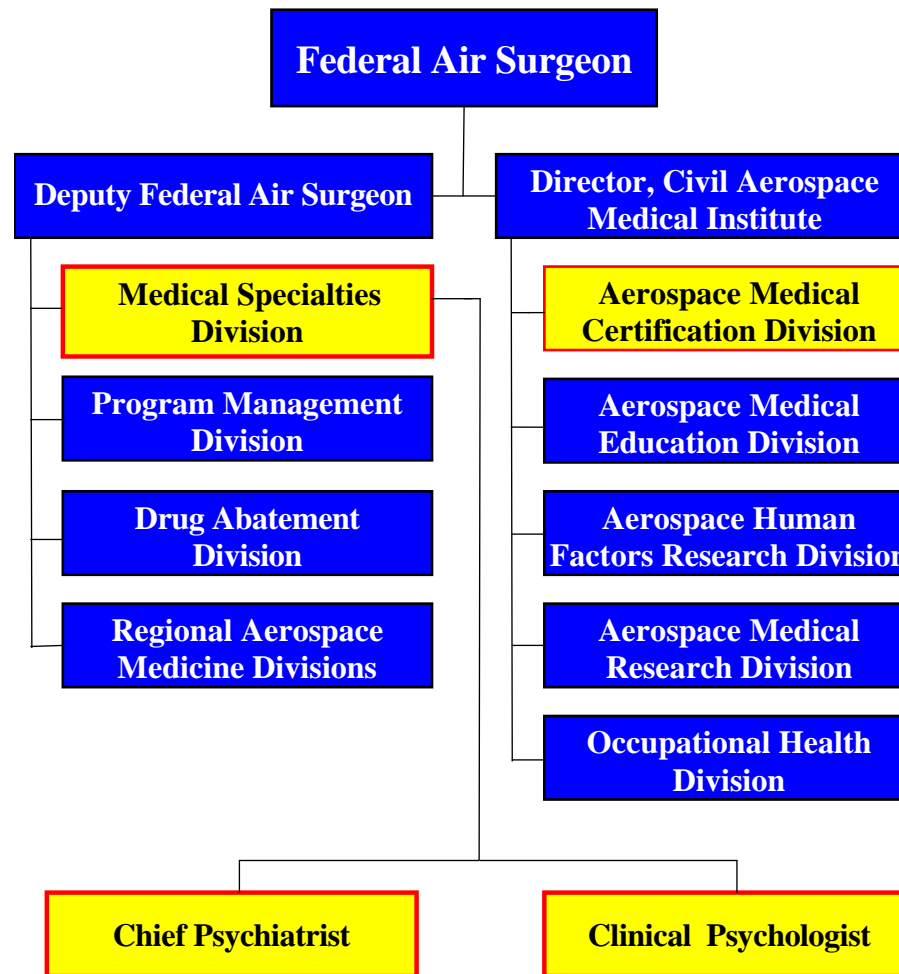 Federal Air Surgeon
Deputy Federal Air Surgeon
Director, Civil Aerospace
Medical Institute
Medical Specialties
Division
Program Management
Division
Drug Abatement
Division
Regional Aerospace
Medicine Divisions
Aerospace Medical
Certification Division
Aerospace Medical
Education Division
Aerospace Human
Factors Research Division
Aerospace Medical
Research Division
Occupational Health
Division
Chief Psychiatrist
Clinical Psychologist